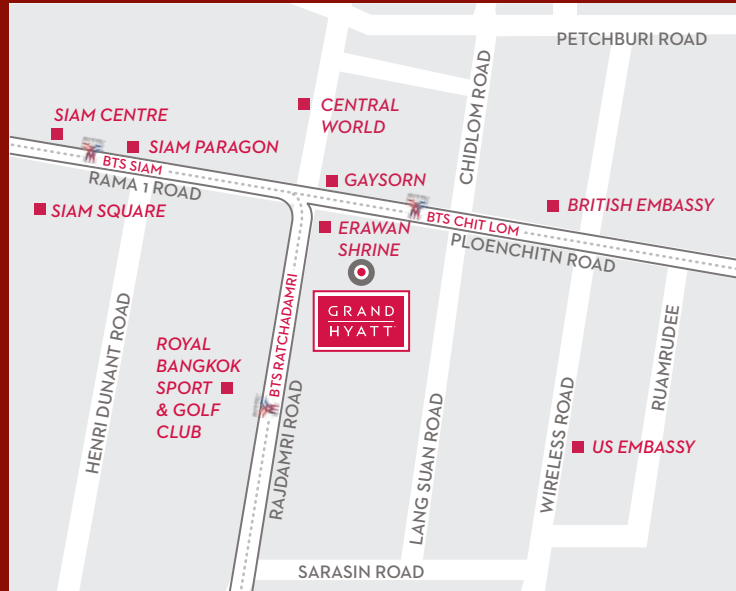 PETCHBURI ROAD
CHIDLOM ROAD
SIAM CENTRE
CENTRAL
WORLD
SIAM PARAGON
BTS SIAM
RAMA 1 ROAD
GAYSORN
SIAM SQUARE
BTS CHIT LOM
BRITISH EMBASSY
ERAWAN
SHRINE
PLOENCHITN ROAD
GRAND
HYATT
BTS RATCHADAMRI
HENRI DUNANT ROAD
ROYAL
BANGKOK
SPORT
& GOLF
CLUB
RAJDAMRI ROAD
LANG SUAN ROAD
WIRELESS ROAD
RUAMRUDEE
US EMBASSY
SARASIN ROAD